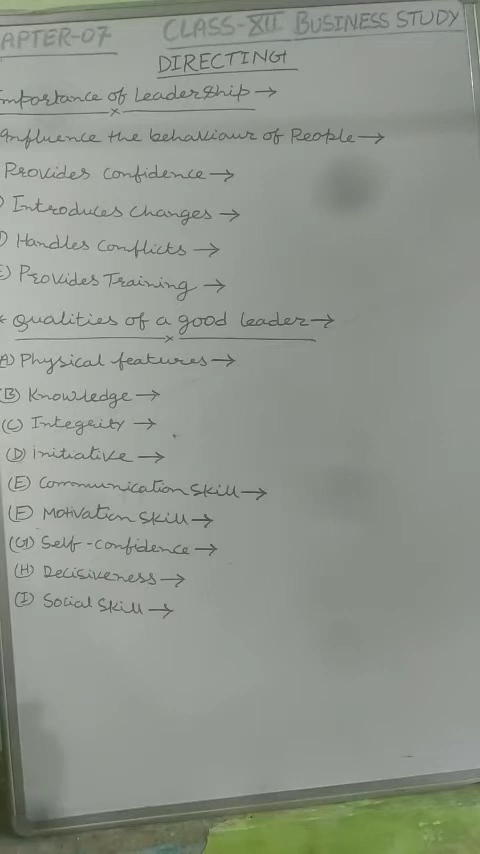 APTER-07 CLASS-XII BUSINESS STUDY
DIRECTING
Importance of Leadership →
Influence the behaviour of People →
Provides Confidence →
) Introduces Changes →
) Handles Conflicts →
E) Provides Training →
* Qualities of a good leader →
(A) Physical features →
(B) Knowledge →
(C) Integrity →
(D) initiative →
(E) Communication Skill →
(F) Motivation Skill →
(G) Self-confidence →
(H) Decisiveness →
(I) Social Skill →